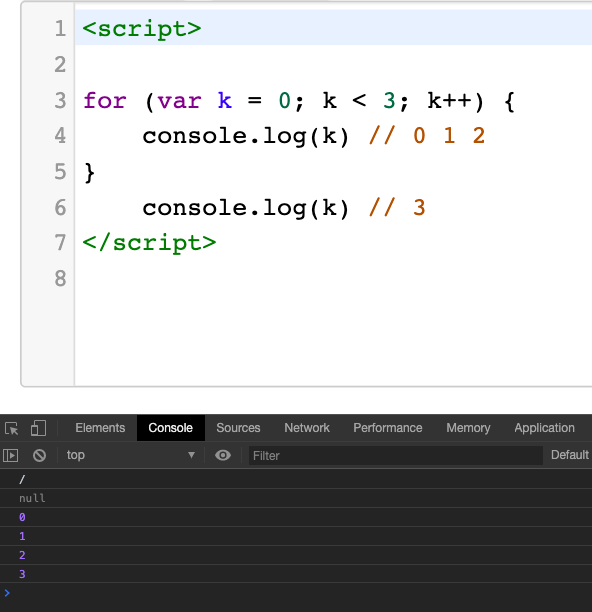 1 <script>
2
3 for (var k = 0; k < 3; k++) {
4     console.log(k) // 0 1 2
5 }
6     console.log(k) // 3
7 </script>
8
Elements Console Sources Network Performance Memory Application
top ▼ Filter Default
/
null
0
1
2
3
>